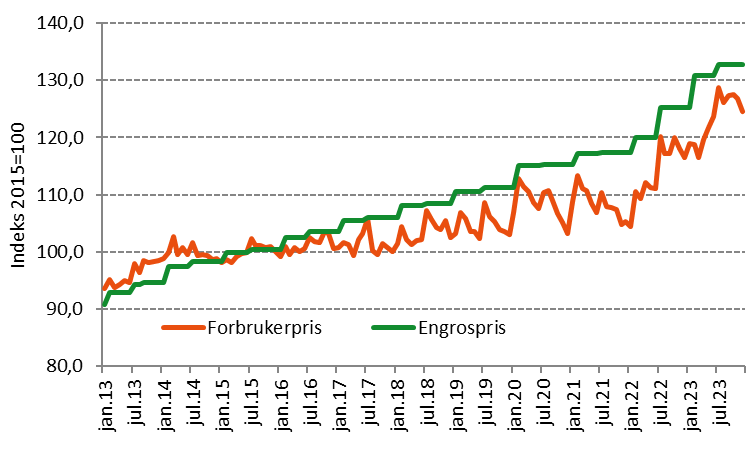 Indeks 2015=100
140,0
130,0
120,0
110,0
100,0
90,0
80,0
Forbrukerpris
Engrospris
jan.13
jul.13
jan.14
jul.14
jan.15
jul.15
jan.16
jul.16
jan.17
jul.17
jan.18
jul.18
jan.19
jul.19
jan.20
jul.20
jan.21
jul.21
jan.22
jul.22
jan.23
jul.23